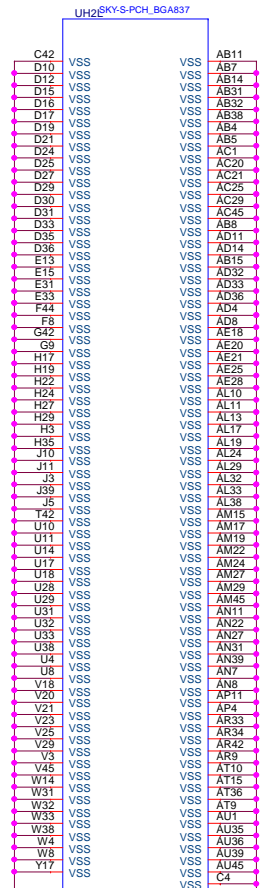 UH2L SKY-S-PCH_BGA837
C42 VSS VSS AB11
D10 VSS VSS AB7
D12 VSS VSS AB14
D15 VSS VSS AB31
D16 VSS VSS AB32
D17 VSS VSS AB38
D19 VSS VSS AB4
D21 VSS VSS AB5
D24 VSS VSS AC1
D25 VSS VSS AC20
D27 VSS VSS AC21
D29 VSS VSS AC25
D30 VSS VSS AC29
D31 VSS VSS AC45
D33 VSS VSS AB8
D35 VSS VSS AD11
D36 VSS VSS AD14
E13 VSS VSS AB15
E15 VSS VSS AD32
E31 VSS VSS AD33
E33 VSS VSS AD36
F44 VSS VSS AD4
F8 VSS VSS AD8
G42 VSS VSS AE18
G9 VSS VSS AE20
H17 VSS VSS AE21
H19 VSS VSS AE25
H22 VSS VSS AE28
H24 VSS VSS AL10
H27 VSS VSS AL11
H29 VSS VSS AL13
H3 VSS VSS AL17
H35 VSS VSS AL19
J10 VSS VSS AL24
J11 VSS VSS AL29
J3 VSS VSS AL32
J39 VSS VSS AL33
J5 VSS VSS AL38
T42 VSS VSS AM15
U10 VSS VSS AM17
U11 VSS VSS AM19
U14 VSS VSS AM22
U17 VSS VSS AM24
U18 VSS VSS AM27
U28 VSS VSS AM29
U29 VSS VSS AM45
U31 VSS VSS AN11
U32 VSS VSS AN22
U33 VSS VSS AN27
U38 VSS VSS AN31
U4 VSS VSS AN39
U8 VSS VSS AN7
V18 VSS VSS AN8
V20 VSS VSS AP11
V21 VSS VSS AP4
V23 VSS VSS AR33
V25 VSS VSS AR34
V29 VSS VSS AR42
V3 VSS VSS AR9
V45 VSS VSS AT10
W14 VSS VSS AT15
W31 VSS VSS AT36
W32 VSS VSS AT9
W33 VSS VSS AU1
W38 VSS VSS AU35
W4 VSS VSS AU36
W8 VSS VSS AU39
Y17 VSS VSS AU45
VSS C4